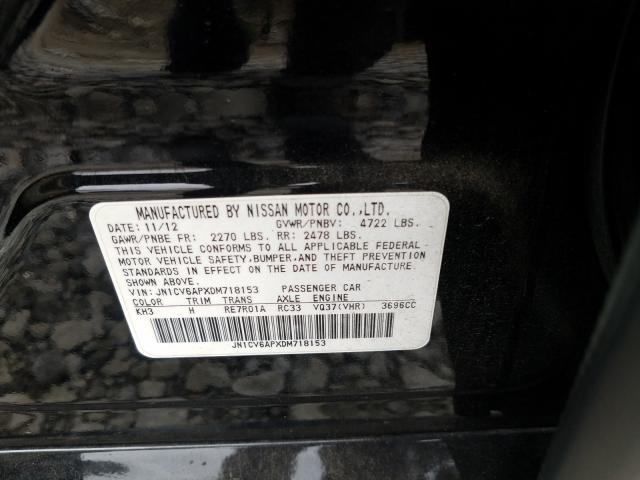 MANUFACTURED BY NISSAN MOTOR CO.,LTD.
DATE: 11/12 GVWR/PNBV: 4722 LBS.
GAWR/PNBE FR: 2270 LBS. RR: 2478 LBS.
THIS VEHICLE CONFORMS TO ALL APPLICABLE FEDERAL
MOTOR VEHICLE SAFETY,BUMPER,AND THEFT PREVENTION
STANDARDS IN EFFECT ON THE DATE OF MANUFACTURE
SHOWN ABOVE.
VIN: JN1CV6APXDM718153 PASSENGER CAR
COLOR TRIM TRANS AXLE ENGINE
KH3 H RE7R01A RC33 VQ37(VHR) 3696CC
JN1CV6APXDM718153